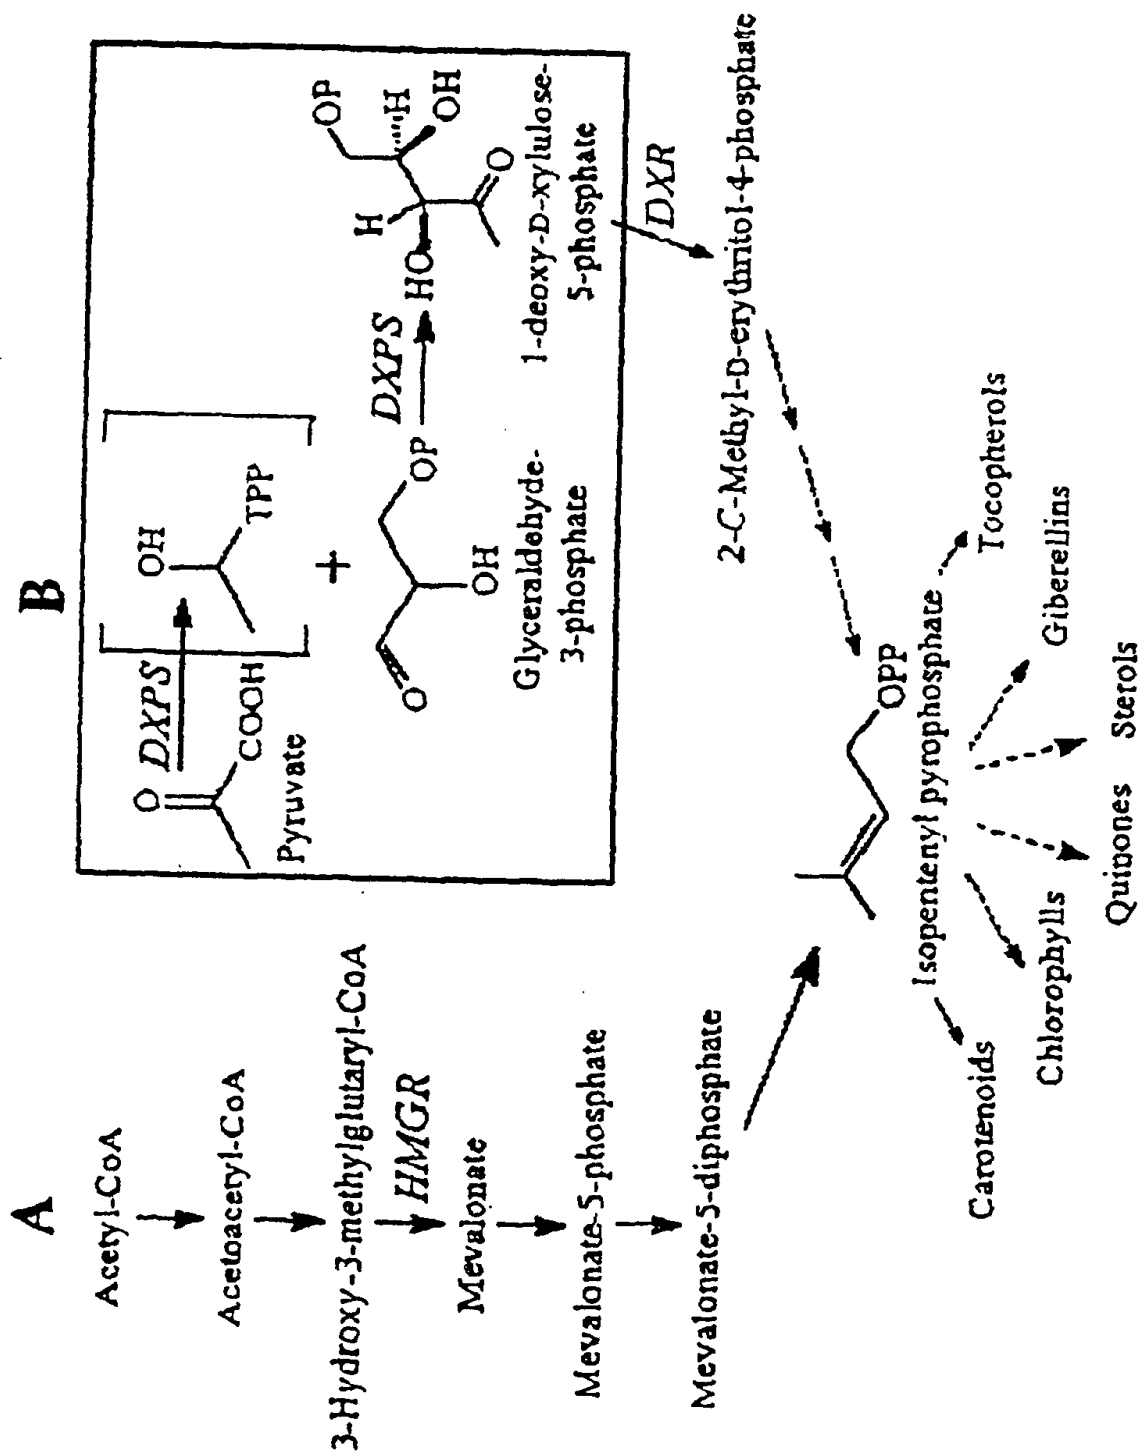 A
Acetyl-CoA
Acetoacetyl-CoA
3-Hydroxy-3-methylglutaryl-CoA
HMGR
Mevalonate
Mevalonate-5-phosphate
Mevalonate-5-diphosphate
B
O
COOH
Pyruvate
DXPS
OH
TPP
+
O
OH
OP
Glyceraldehyde-
3-phosphate
DXPS
OP
H
H
OH
HO
O
1-deoxy-D-xylulose-
5-phosphate
DXR
2-C-Methyl-D-erythritol-4-phosphate
OPP
Isopentenyl pyrophosphate
Carotenoids
Chlorophylls
Quinones
Sterols
Giberellins
Tocopherols